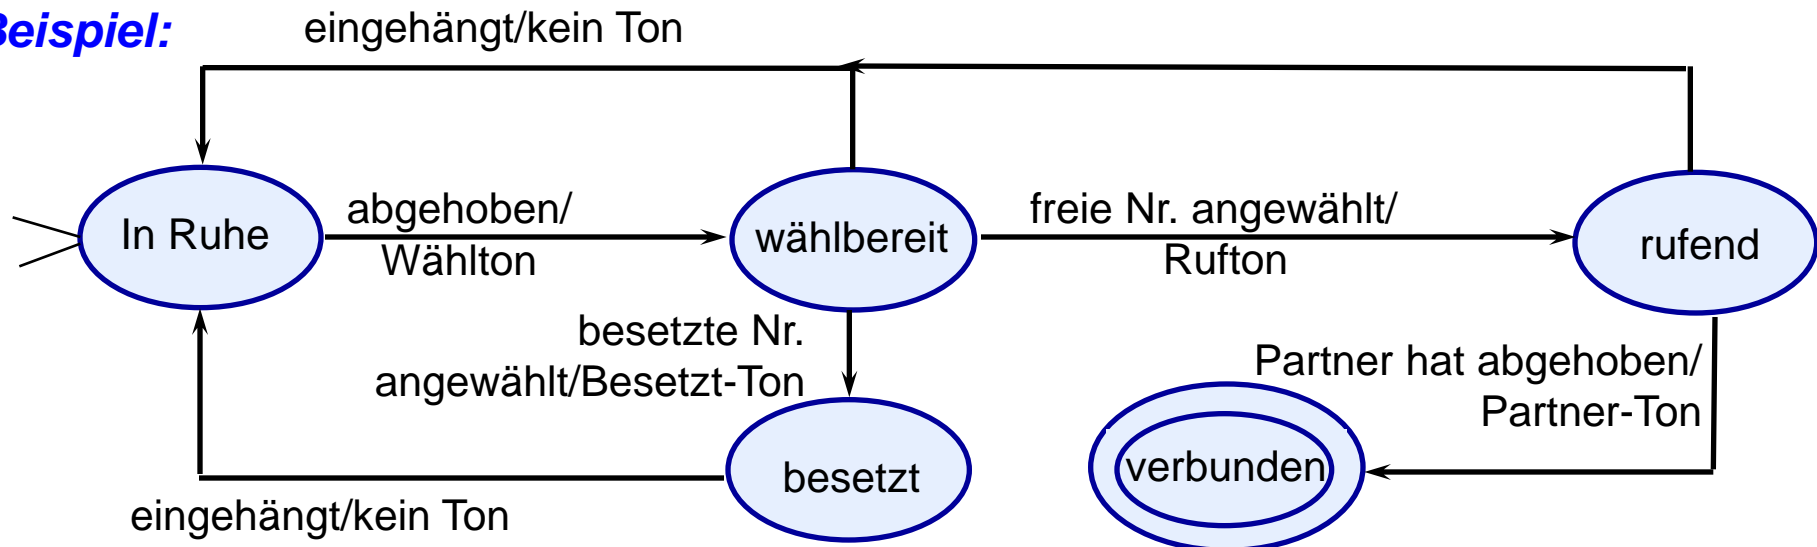 Beispiel:
eingehängt/kein Ton
In Ruhe
abgehoben/
Wählton
wählbereit
freie Nr. angewählt/
Rufton
rufend
besetzte Nr.
angewählt/Besetzt-Ton
Partner hat abgehoben/
Partner-Ton
besetzt
verbunden
eingehängt/kein Ton